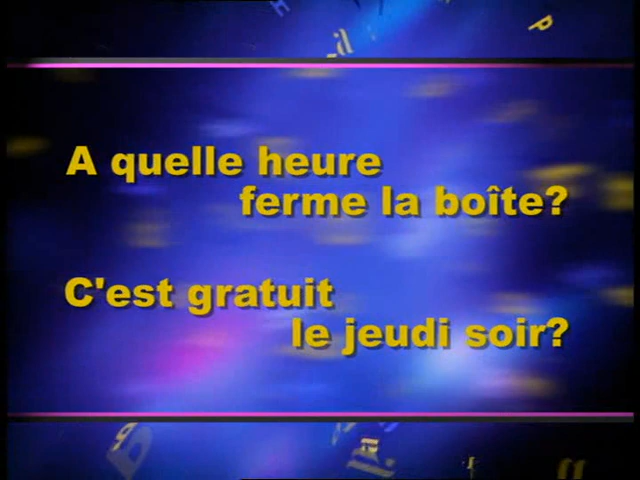 A quelle heure
ferme la boîte?
C'est gratuit
le jeudi soir?